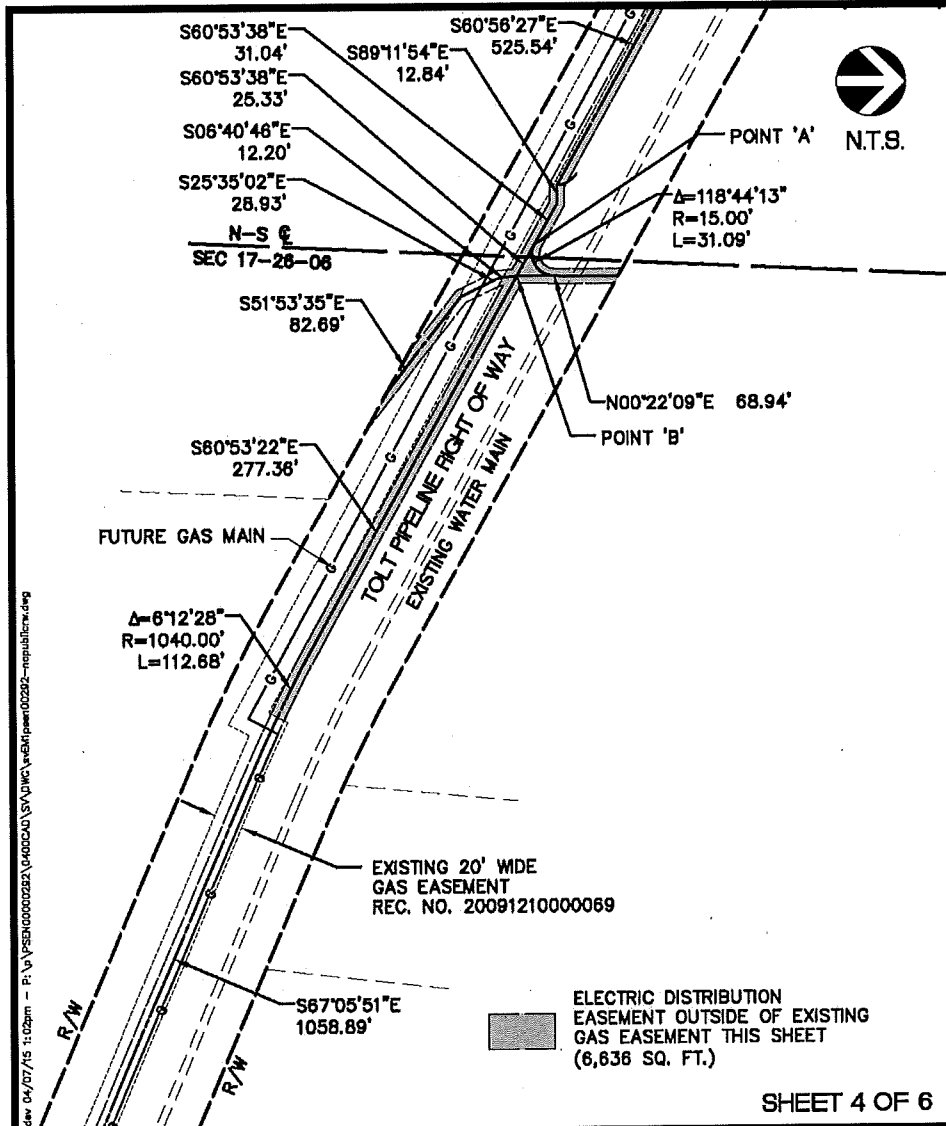 S60°53'38"E
31.04'
S60°56'27"E
525.54'
S89°11'54"E
12.84'
S60°53'38"E
25.33'
S06°40'46"E
12.20'
S25°35'02"E
28.93'
N-S ℄
SEC 17-26-06
S51°53'35"E
82.69'
N.T.S.
POINT 'A'
Δ=118°44'13"
R=15.00'
L=31.09'
N00°22'09"E 68.94'
POINT 'B'
S60°53'22"E
277.36'
TOLT PIPELINE RIGHT OF WAY
EXISTING WATER MAIN
FUTURE GAS MAIN
G
G
G
G
G
G
G
G
G
G
G
Δ=6°12'28"
R=1040.00'
L=112.68'
EXISTING 20' WIDE
GAS EASEMENT
REC. NO. 20091210000069
S67°05'51"E
1058.89'
R/W
R/W
ELECTRIC DISTRIBUTION
EASEMENT OUTSIDE OF EXISTING
GAS EASEMENT THIS SHEET
(6,636 SQ. FT.)
SHEET 4 OF 6
04/07/15 1:02pm